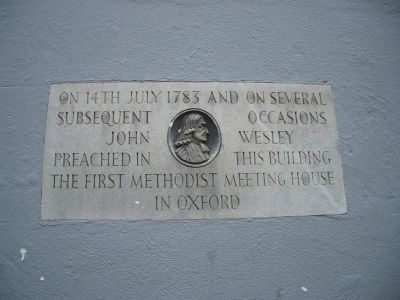 ON 14TH JULY 1783 AND ON SEVERAL
SUBSEQUENT OCCASIONS
JOHN WESLEY
PREACHED IN THIS BUILDING
THE FIRST METHODIST MEETING HOUSE
IN OXFORD